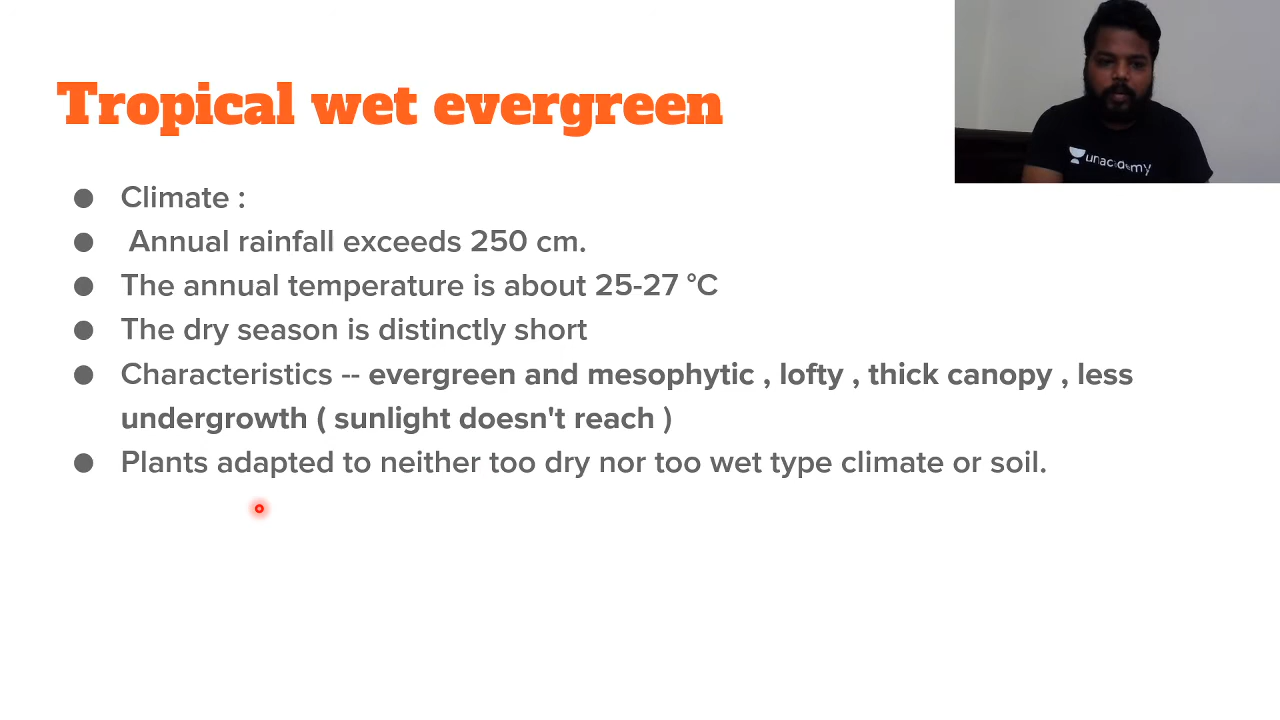 Tropical wet evergreen
unacademy
● Climate :
● Annual rainfall exceeds 250 cm.
● The annual temperature is about 25-27 °C
● The dry season is distinctly short
● Characteristics -- evergreen and mesophytic , lofty , thick canopy , less
undergrowth ( sunlight doesn't reach )
● Plants adapted to neither too dry nor too wet type climate or soil.